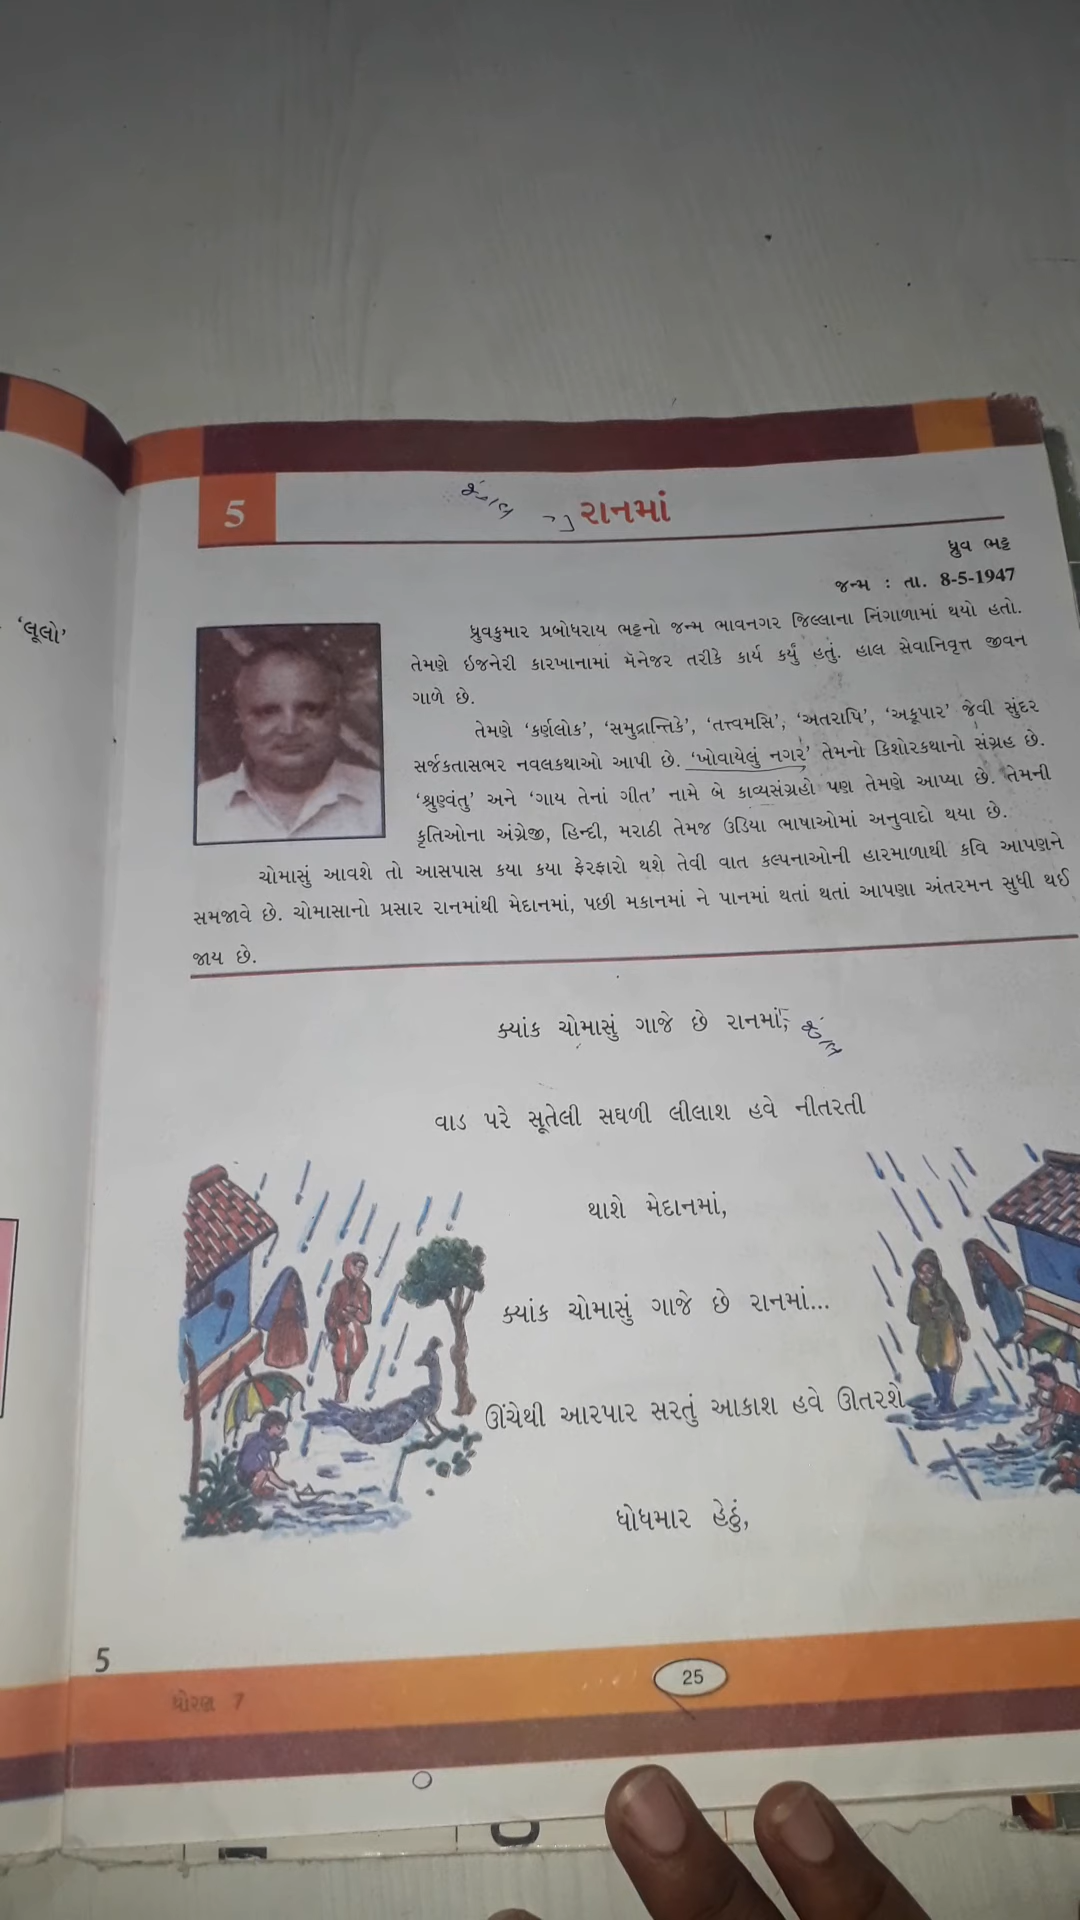 'લૂલો'
5
જંગલ
રાનમાં
ધ્રુવ ભટ્ટ
જન્મ : તા. 8-5-1947
ધ્રુવકુમાર પ્રબોધરાય ભટ્ટનો જન્મ ભાવનગર જિલ્લાના નિંગાળામાં થયો હતો.
તેમણે ઇજનેરી કારખાનામાં મૅનેજર તરીકે કાર્ય કર્યું હતું. હાલ સેવાનિવૃત્ત જીવન
ગાળે છે.
તેમણે 'કર્ણલોક', 'સમુદ્રાન્તિકે', 'તત્ત્વમસિ', 'અતરાપિ', 'અકૂપાર' જેવી સુંદર
સર્જકતાસભર નવલકથાઓ આપી છે. 'ખોવાયેલું નગર' તેમનો કિશોરકથાનો સંગ્રહ છે.
'શ્રુણ્વંતુ' અને 'ગાય તેનાં ગીત' નામે બે કાવ્યસંગ્રહો પણ તેમણે આપ્યા છે. તેમની
કૃતિઓના અંગ્રેજી, હિન્દી, મરાઠી તેમજ ઉડિયા ભાષાઓમાં અનુવાદો થયા છે.
ચોમાસું આવશે તો આસપાસ કયા કયા ફેરફારો થશે તેવી વાત કલ્પનાઓની હારમાળાથી કવિ આપણને
સમજાવે છે. ચોમાસાનો પ્રસાર રાનમાંથી મેદાનમાં, પછી મકાનમાં ને પાનમાં થતાં થતાં આપણા અંતરમન સુધી થઈ
જાય છે.
ક્યાંક ચોમાસું ગાજે છે રાનમાં;
વાડ પરે સૂતેલી સઘળી લીલાશ હવે નીતરતી
થાશે મેદાનમાં,
ક્યાંક ચોમાસું ગાજે છે રાનમાં...
ઊંચેથી આરપાર સરતું આકાશ હવે ઊતરશે
ધોધમાર હેઠું,
5
ધોરણ 7
25